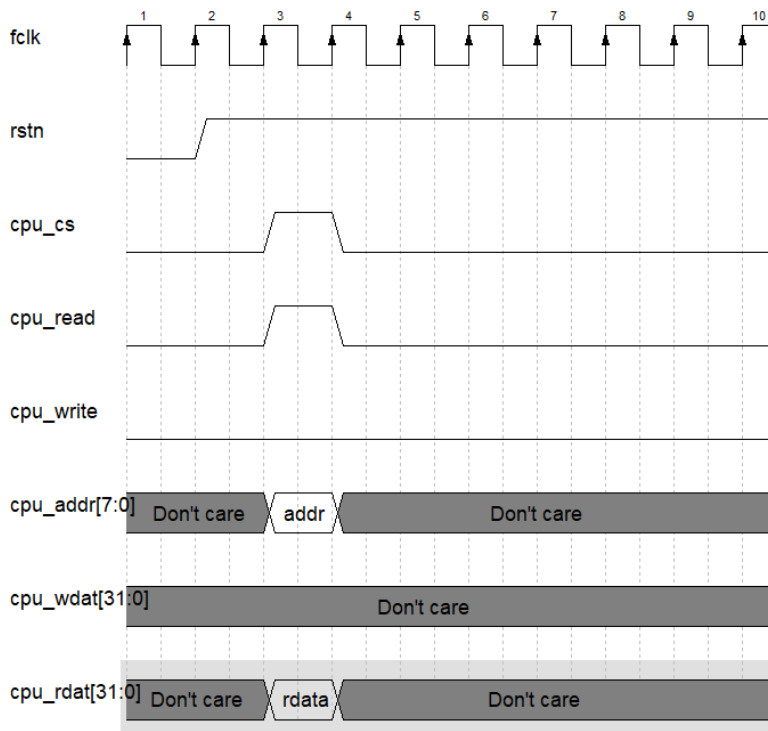 1 2 3 4 5 6 7 8 9 10
fclk
rstn
cpu_cs
cpu_read
cpu_write
cpu_addr[7:0] Don't care addr Don't care
cpu_wdat[31:0] Don't care
cpu_rdat[31:0] Don't care rdata Don't care